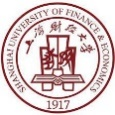 上海财经大学
SHANGHAI UNIVERSITY OF FINANCE & ECONOMICS
1917